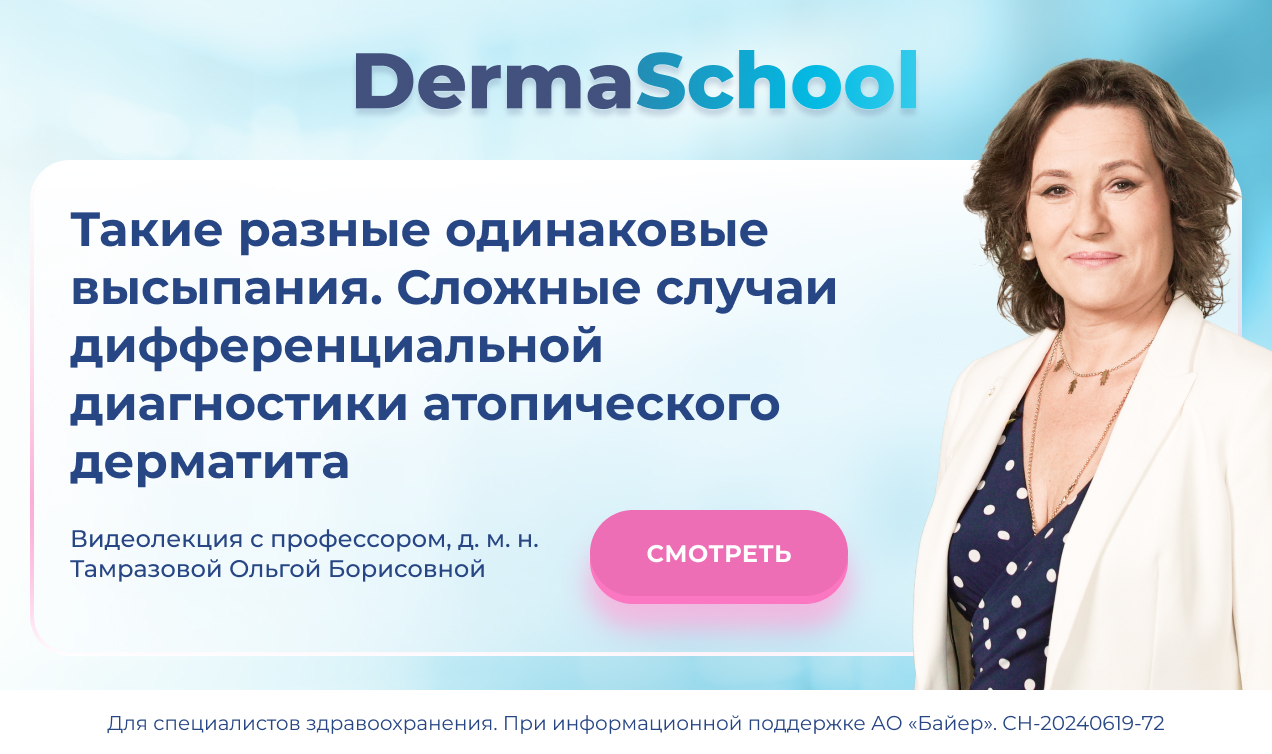 DermaSchool
Такие разные одинаковые
высыпания. Сложные случаи
дифференциальной
диагностики атопического
дерматита
Видеолекция с профессором, д. м. н.
Тамразовой Ольгой Борисовной
СМОТРЕТЬ
Для специалистов здравоохранения. При информационной поддержке АО «Байер». CH-20240619-72